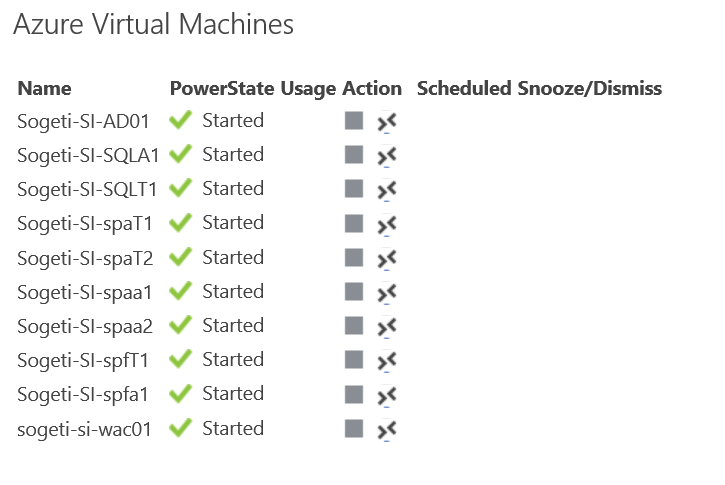 Azure Virtual Machines
Name PowerState Usage Action Scheduled Snooze/Dismiss
Sogeti-SI-AD01 Started
Sogeti-SI-SQLA1 Started
Sogeti-SI-SQLT1 Started
Sogeti-SI-spaT1 Started
Sogeti-SI-spaT2 Started
Sogeti-SI-spaa1 Started
Sogeti-SI-spaa2 Started
Sogeti-SI-spfT1 Started
Sogeti-SI-spfa1 Started
sogeti-si-wac01 Started